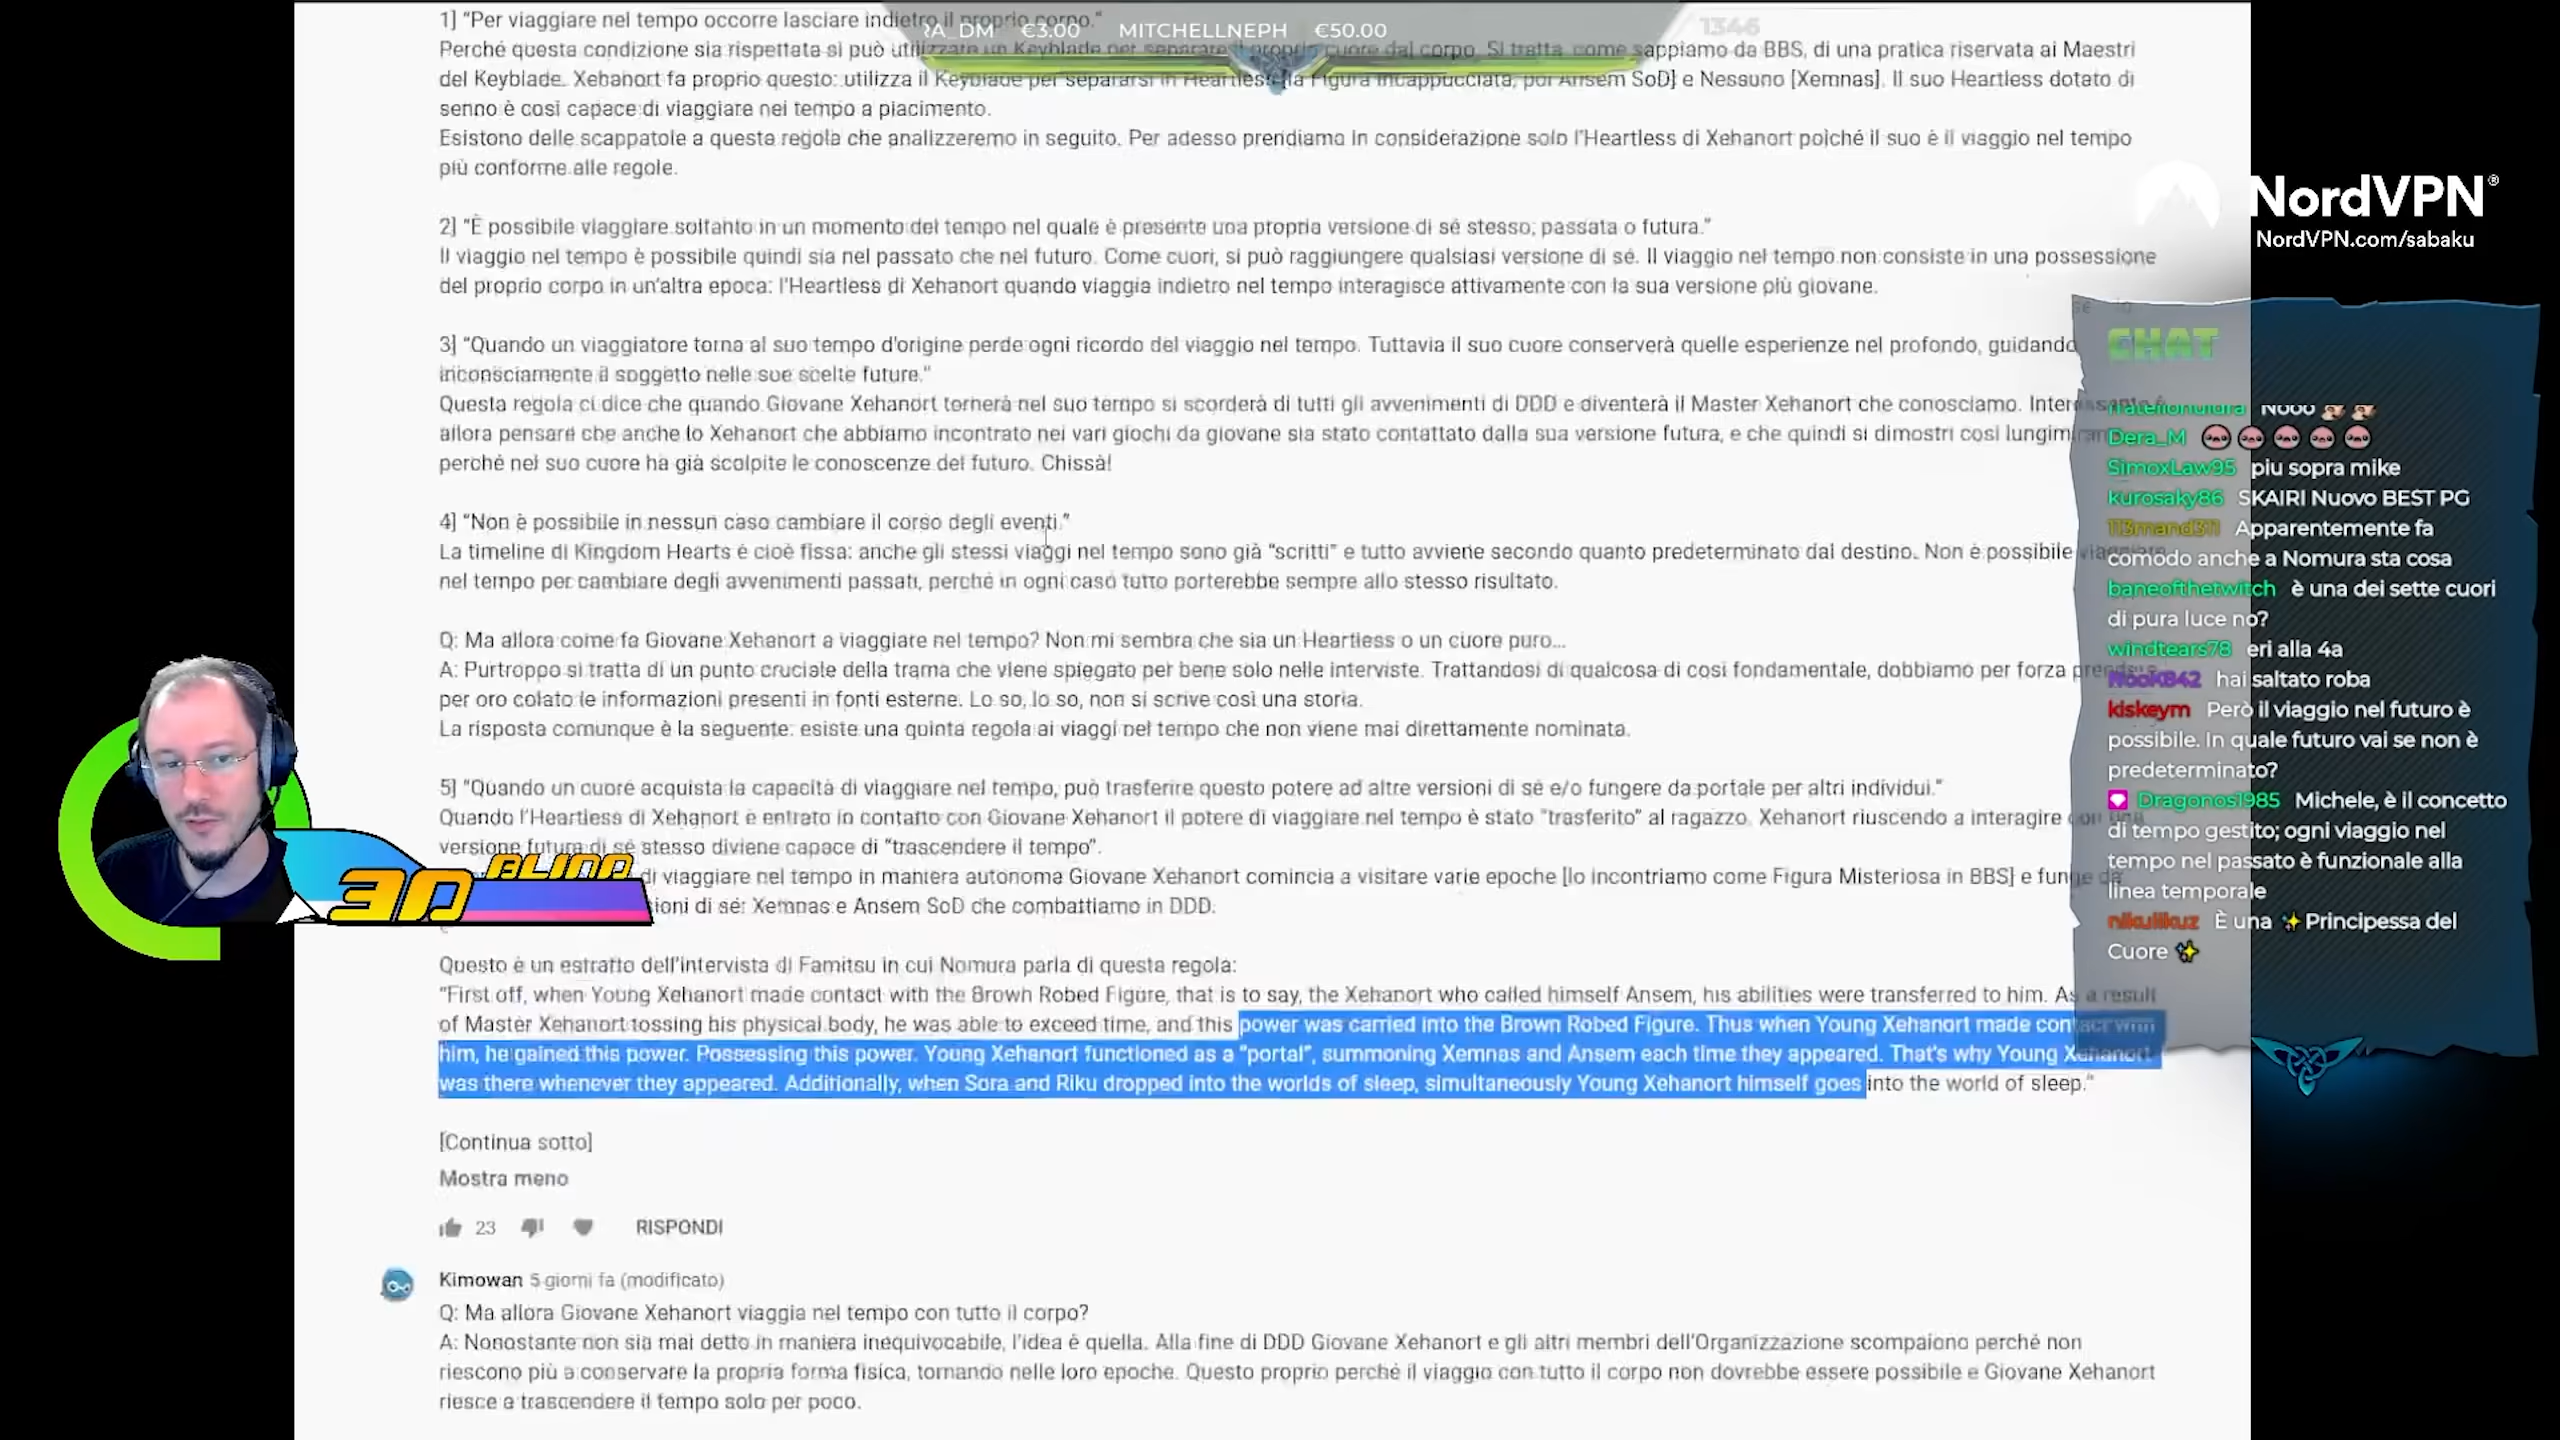 1] "Per viaggiare nel tempo occorre lasciare indietro il proprio corpo."
Perché questa condizione sia rispettata si può utilizzare un Keyblade per separare il proprio cuore dal corpo. Si tratta, come sappiamo da BBS, di una pratica riservata ai Maestri
del Keyblade. Xehanort fa proprio questo: utilizza il Keyblade per separarsi in Heartless [la Figura Incappucciata, poi Ansem SoD] e Nessuno [Xemnas]. Il suo Heartless dotato di
senno è così capace di viaggiare nel tempo a piacimento.
Esistono delle scappatoie a questa regola che analizzeremo in seguito. Per adesso prendiamo in considerazione solo l'Heartless di Xehanort poiché il suo è il viaggio nel tempo
più conforme alle regole.
2] "È possibile viaggiare soltanto in un momento del tempo nel quale è presente una propria versione di sé stesso, passata o futura."
Il viaggio nel tempo è possibile quindi sia nel passato che nel futuro. Come cuori, si può raggiungere qualsiasi versione di sé. Il viaggio nel tempo non consiste in una possessione
del proprio corpo in un'altra epoca: l'Heartless di Xehanort quando viaggia indietro nel tempo interagisce attivamente con la sua versione più giovane.
3] "Quando un viaggiatore torna al suo tempo d'origine perde ogni ricordo del viaggio nel tempo. Tuttavia il suo cuore conserverà quelle esperienze nel profondo, guidando
inconsciamente il soggetto nelle sue scelte future."
Questa regola ci dice che quando Giovane Xehanort tornerà nel suo tempo si scorderà di tutti gli avvenimenti di DDD e diventerà il Master Xehanort che conosciamo. Interessante è
allora pensare che anche lo Xehanort che abbiamo incontrato nei vari giochi da giovane sia stato contattato dalla sua versione futura, e che quindi si dimostri così lungimirante
perché nel suo cuore ha già scolpite le conoscenze del futuro. Chissà!
4] "Non è possibile in nessun caso cambiare il corso degli eventi."
La timeline di Kingdom Hearts è cioè fissa: anche gli stessi viaggi nel tempo sono già "scritti" e tutto avviene secondo quanto predeterminato dal destino. Non è possibile viaggiare
nel tempo per cambiare degli avvenimenti passati, perché in ogni caso tutto porterebbe sempre allo stesso risultato.
Q: Ma allora come fa Giovane Xehanort a viaggiare nel tempo? Non mi sembra che sia un Heartless o un cuore puro...
A: Purtroppo si tratta di un punto cruciale della trama che viene spiegato per bene solo nelle interviste. Trattandosi di qualcosa di così fondamentale, dobbiamo per forza prendere
per oro colato le informazioni presenti in fonti esterne. Lo so, lo so, non si scrive così una storia.
La risposta comunque è la seguente: esiste una quinta regola ai viaggi nel tempo che non viene mai direttamente nominata.
5] "Quando un cuore acquista la capacità di viaggiare nel tempo, può trasferire questo potere ad altre versioni di sé e/o fungere da portale per altri individui."
Quando l'Heartless di Xehanort è entrato in contatto con Giovane Xehanort il potere di viaggiare nel tempo è stato "trasferito" al ragazzo. Xehanort riuscendo a interagire con una
versione futura di sé stesso diviene capace di "trascendere il tempo".
di viaggiare nel tempo in maniera autonoma Giovane Xehanort comincia a visitare varie epoche [lo incontriamo come Figura Misteriosa in BBS] e funge da
ioni di sé: Xemnas e Ansem SoD che combattiamo in DDD.
Questo è un estratto dell'intervista di Famitsu in cui Nomura parla di questa regola:
"First off, when Young Xehanort made contact with the Brown Robed Figure, that is to say, the Xehanort who called himself Ansem, his abilities were transferred to him. As a result
of Master Xehanort tossing his physical body, he was able to exceed time, and this power was carried into the Brown Robed Figure. Thus when Young Xehanort made contact with
him, he gained this power. Possessing this power. Young Xehanort functioned as a "portal", summoning Xemnas and Ansem each time they appeared. That's why Young Xehanort
was there whenever they appeared. Additionally, when Sora and Riku dropped into the worlds of sleep, simultaneously Young Xehanort himself goes into the world of sleep."
[Continua sotto]
Mostra meno
23 RISPONDI
Kimowan 5 giorni fa (modificato)
Q: Ma allora Giovane Xehanort viaggia nel tempo con tutto il corpo?
A: Nonostante non sia mai detto in maniera inequivocabile, l'idea è quella. Alla fine di DDD Giovane Xehanort e gli altri membri dell'Organizzazione scompaiono perché non
riescono più a conservare la propria forma fisica, tornando nelle loro epoche. Questo proprio perché il viaggio con tutto il corpo non dovrebbe essere possibile e Giovane Xehanort
riesce a trascendere il tempo solo per poco.
RA_DM €3.00 MITCHELLNEPH €50.00
1346
NordVPN®
NordVPN.com/sabaku
CHAT
Nooo
Dera_M
SimoxLaw95 piu sopra mike
kurosaky86 SKAIRI Nuovo BEST PG
113mand311 Apparentemente fa
comodo anche a Nomura sta cosa
baneofthetwitch è una dei sette cuori
di pura luce no?
windtears78 eri alla 4a
hai saltato roba
kiskeym Però il viaggio nel futuro è
possibile. In quale futuro vai se non è
predeterminato?
Dragonos1985 Michele, è il concetto
di tempo gestito; ogni viaggio nel
tempo nel passato è funzionale alla
linea temporale
nikulikuz È una ✨Principessa del
Cuore ✨
3D BLIND